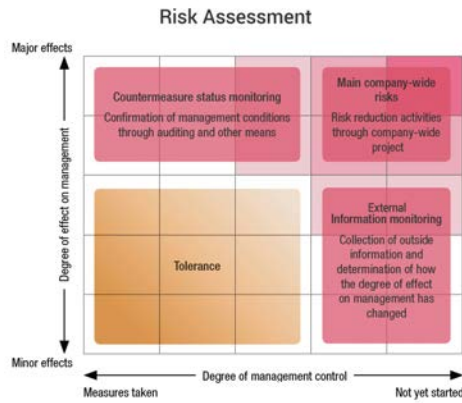 Risk Assessment
Major effects
Degree of effect on management
Minor effects
Countermeasure status monitoring
Confirmation of management conditions
through auditing and other means
Main company-wide
risks
Risk reduction activities
through company-wide
project
Tolerance
External
Information monitoring
Collection of outside
information and
determination of how
the degree of effect
on management has
changed
Degree of management control
Measures taken
Not yet started